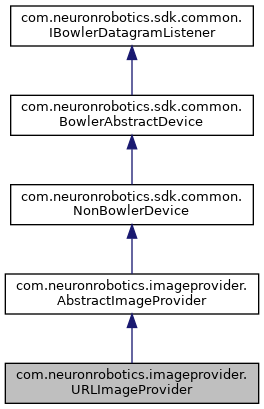 com.neuronrobotics.sdk.common.
IBowlerDatagramListener
com.neuronrobotics.sdk.common.
BowlerAbstractDevice
com.neuronrobotics.sdk.common.
NonBowlerDevice
com.neuronrobotics.imageprovider.
AbstractImageProvider
com.neuronrobotics.imageprovider.
URLImageProvider